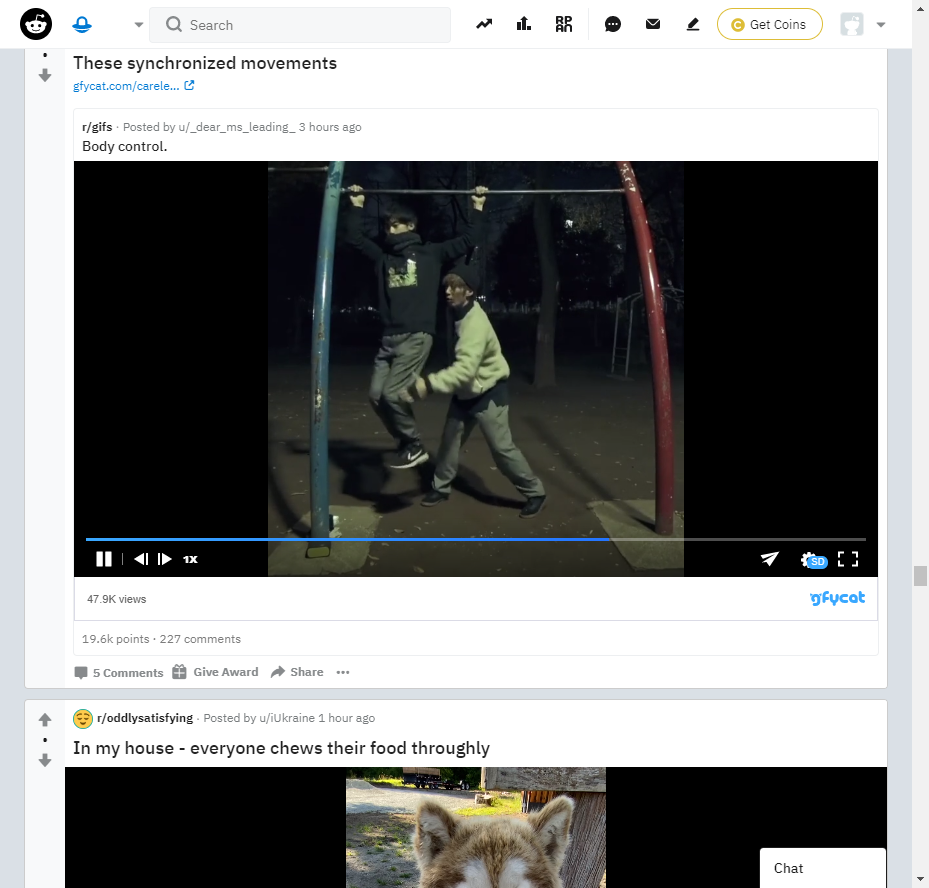 Search
Get Coins
These synchronized movements
gfycat.com/carele...
r/gifs · Posted by u/_dear_ms_leading_ 3 hours ago
Body control.
1X
SD
47.9K views
gfycat
19.6k points · 227 comments
5 Comments Give Award Share
r/oddlysatisfying · Posted by u/iUkraine 1 hour ago
In my house - everyone chews their food throughly
Chat